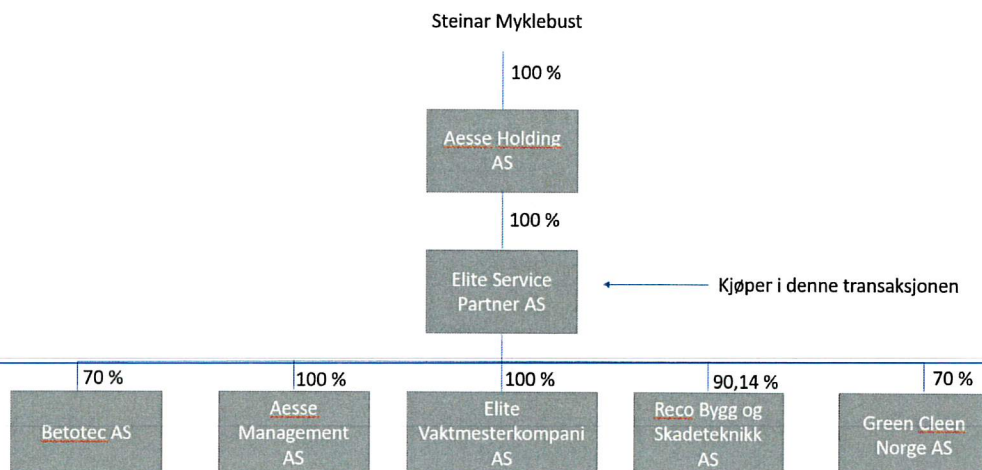 Steinar Myklebust
100 %
Aesse Holding
AS
100 %
Elite Service
Partner AS
Kjøper i denne transaksjonen
70 %
100 %
100 %
90,14 %
70 %
Betotec AS
Aesse
Management
AS
Elite
Vaktmesterkompani
AS
Reco Bygg og
Skadeteknikk
AS
Green Cleen
Norge AS